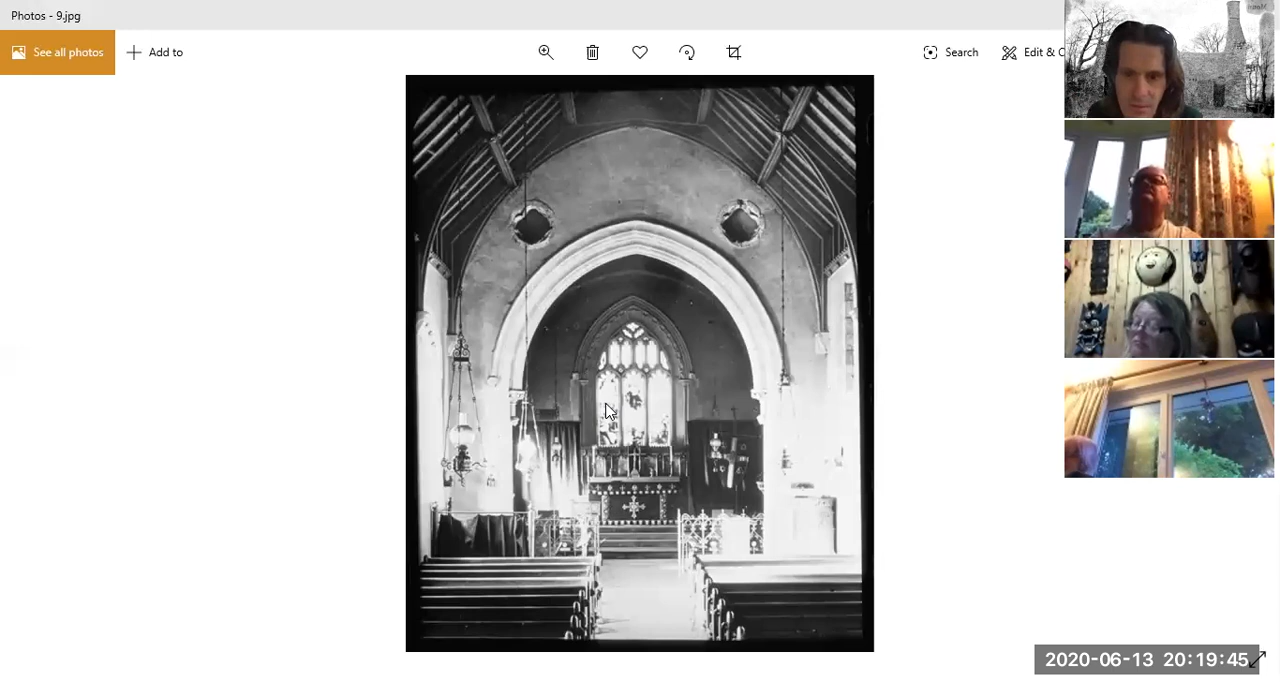 Photos - 9.jpg
See all photos
Add to
Search
Edit & C
2020-06-13 20:19:45